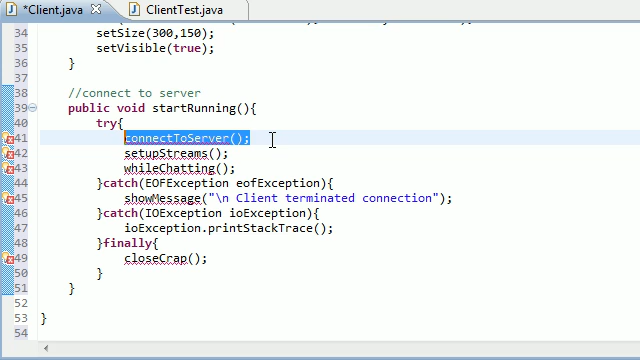 *Client.java
ClientTest.java
34 setSize(300,150);
35 setVisible(true);
36 }
37
38 //connect to server
39 public void startRunning(){
40 try{
41 connectToServer();
42 setupStreams();
43 whileChatting();
44 }catch(EOFException eofException){
45 showMessage("\n Client terminated connection");
46 }catch(IOException ioException){
47 ioException.printStackTrace();
48 }finally{
49 closeCrap();
50 }
51 }
52
53 }
54